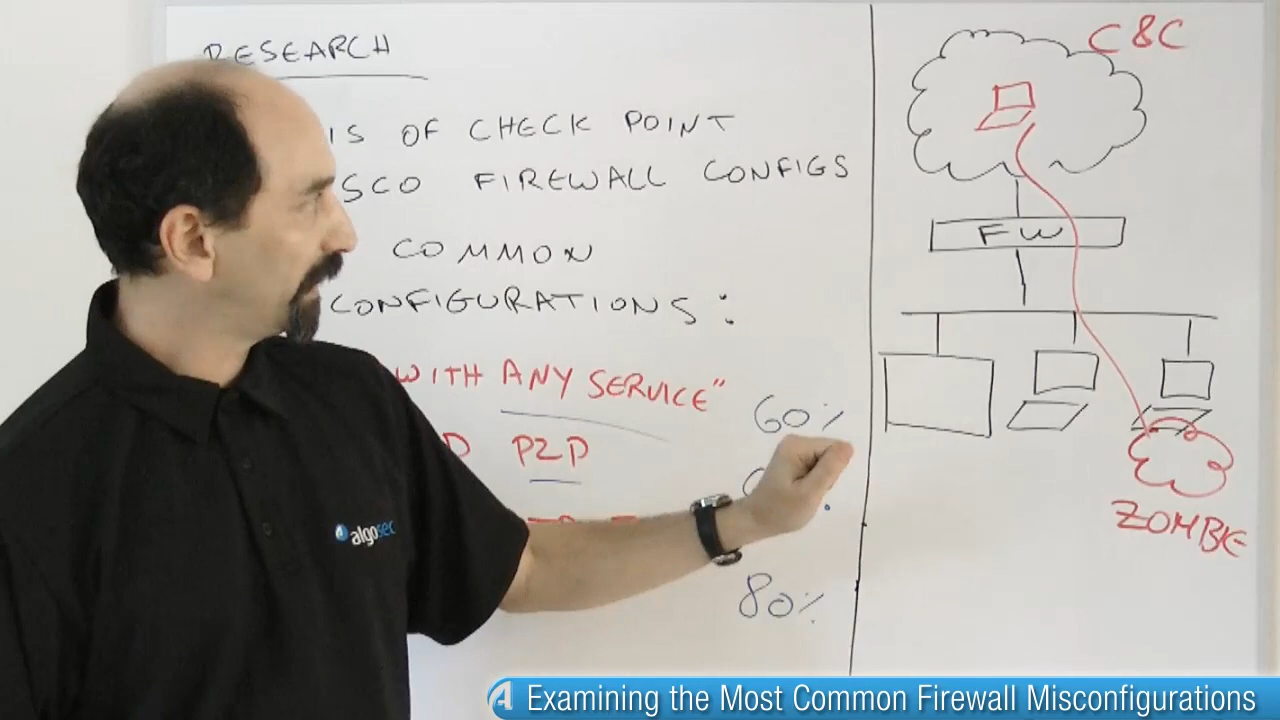 RESEARCH
IS OF CHECK POINT
SCO FIREWALL CONFIGS
COMMON
CONFIGURATIONS:
WITH ANY SERVICE"
60%
D P2P
80%
C&C
FW
ZOMBIE
algosec
Examining the Most Common Firewall Misconfigurations